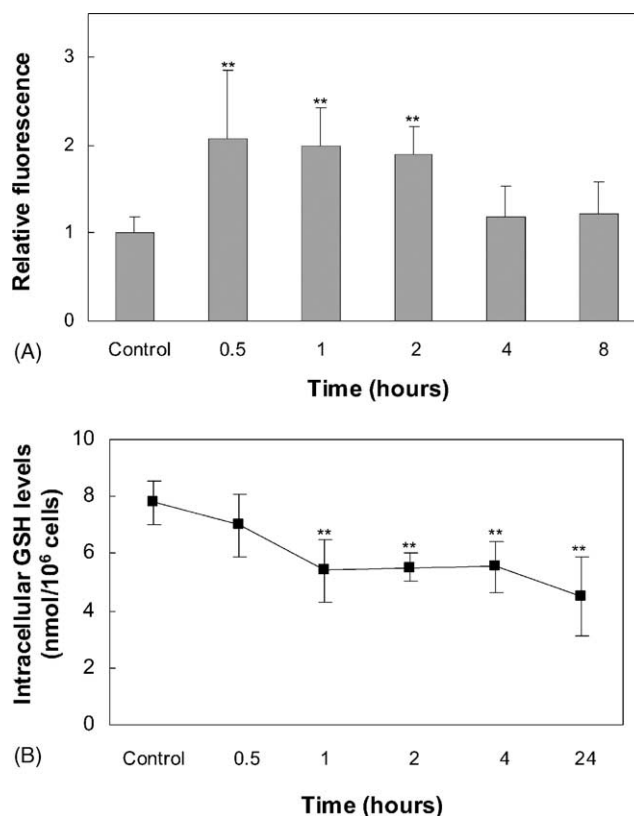 Relative fluorescence
3
2
1
0
** ** **
Control 0.5 1 2 4 8
(A)
Time (hours)
Intracellular GSH levels
(nmol/10⁶ cells)
10
8
6
4
2
0
** ** ** **
Control 0.5 1 2 4 24
(B)
Time (hours)